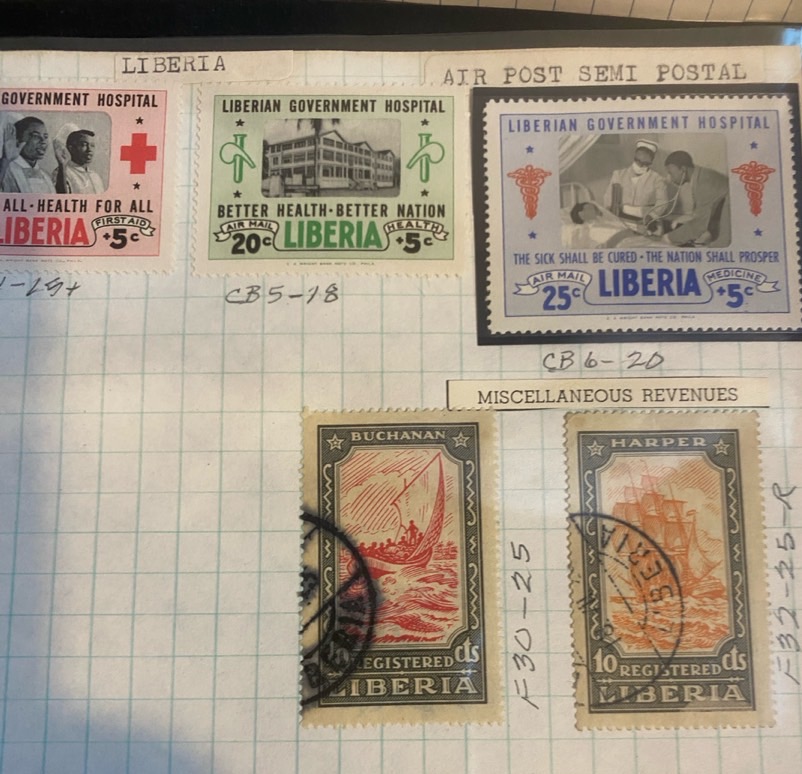 LIBERIA
AIR POST SEMI POSTAL
GOVERNMENT HOSPITAL
ALL · HEALTH FOR ALL
FIRST AID
LIBERIA +5c
LIBERIAN GOVERNMENT HOSPITAL
BETTER HEALTH · BETTER NATION
AIR MAIL HEALTH
20c LIBERIA +5c
CB5-18
LIBERIAN GOVERNMENT HOSPITAL
THE SICK SHALL BE CURED · THE NATION SHALL PROSPER
AIR MAIL MEDICINE
25c LIBERIA +5c
CB6-20
MISCELLANEOUS REVENUES
BUCHANAN
REGISTERED cts
LIBERIA
F30-25
HARPER
10 REGISTERED cts
LIBERIA
LIBERIA
F32-25-R